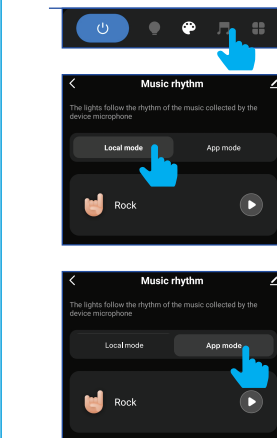 Music rhythm
The lights follow the rhythm of the music collected by the
device microphone
Local mode App mode
Rock
Music rhythm
The lights follow the rhythm of the music collected by the
device microphone
Local mode App mode
Rock